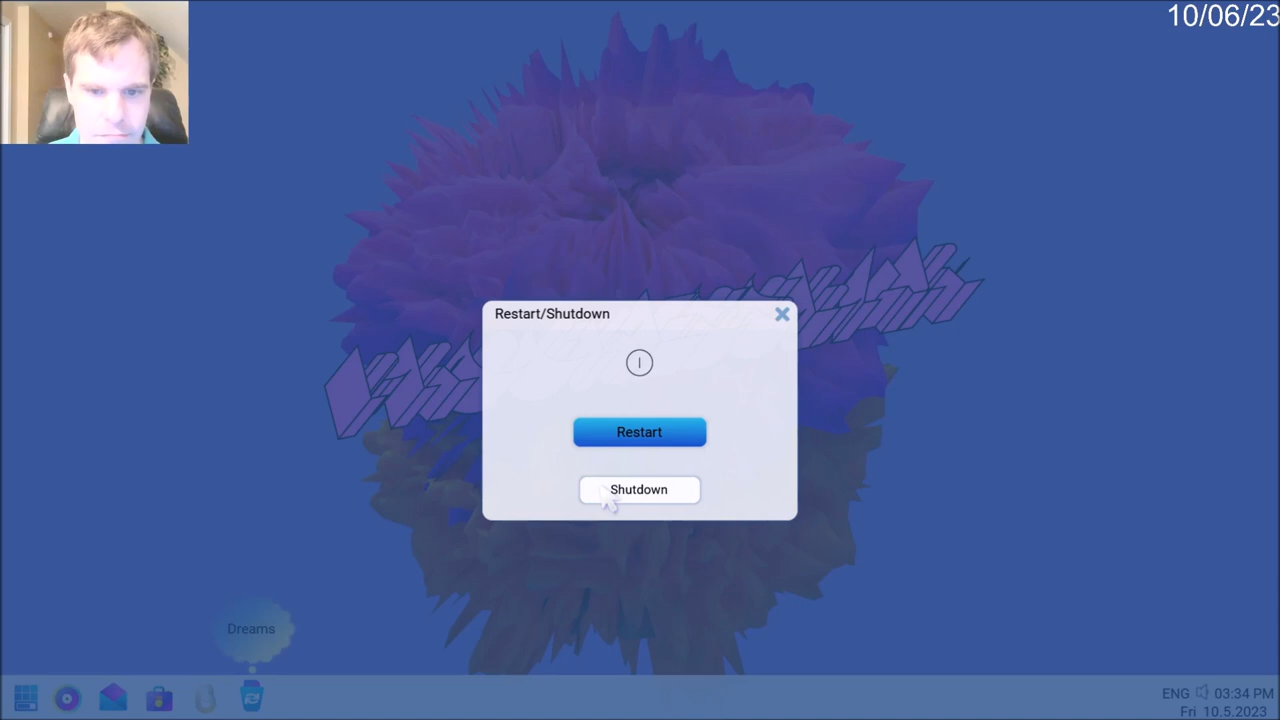 10/06/23
Restart/Shutdown
Restart
Shutdown
Dreams
ENG 03:34 PM
Fri 10.5.2023